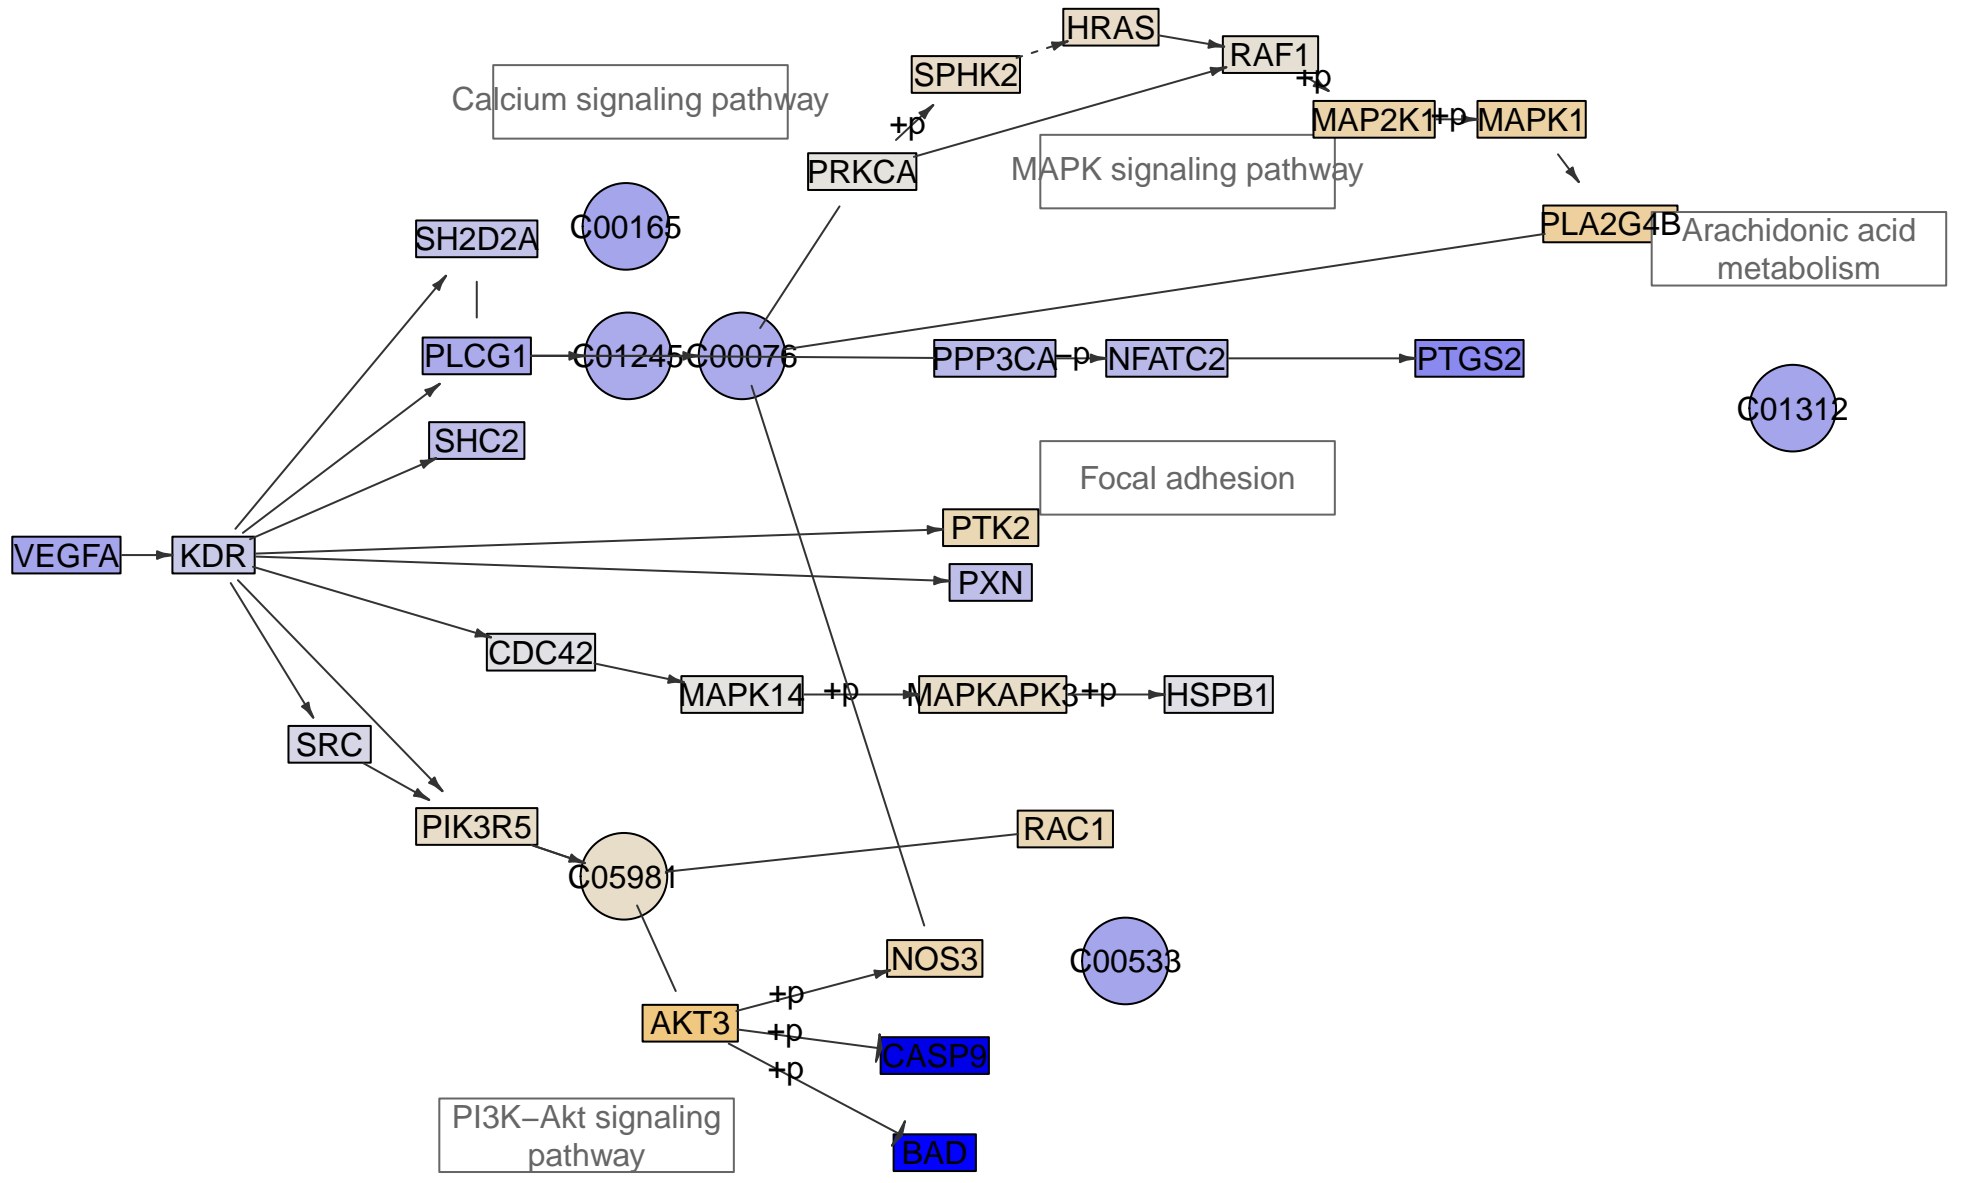 HRAS
RAF1
+p
SPHK2
Calcium signaling pathway
+p
MAP2K1
+p
MAPK1
PRKCA
MAPK signaling pathway
SH2D2A
C00165
PLA2G4B
Arachidonic acid
metabolism
PLCG1
C01245
C00076
PPP3CA
−p
NFATC2
PTGS2
C01312
SHC2
Focal adhesion
PTK2
VEGFA
KDR
PXN
CDC42
MAPK14
+p
MAPKAPK3
+p
HSPB1
SRC
PIK3R5
RAC1
C05981
NOS3
C00533
+p
AKT3
+p
CASP9
+p
PI3K−Akt signaling
pathway
BAD